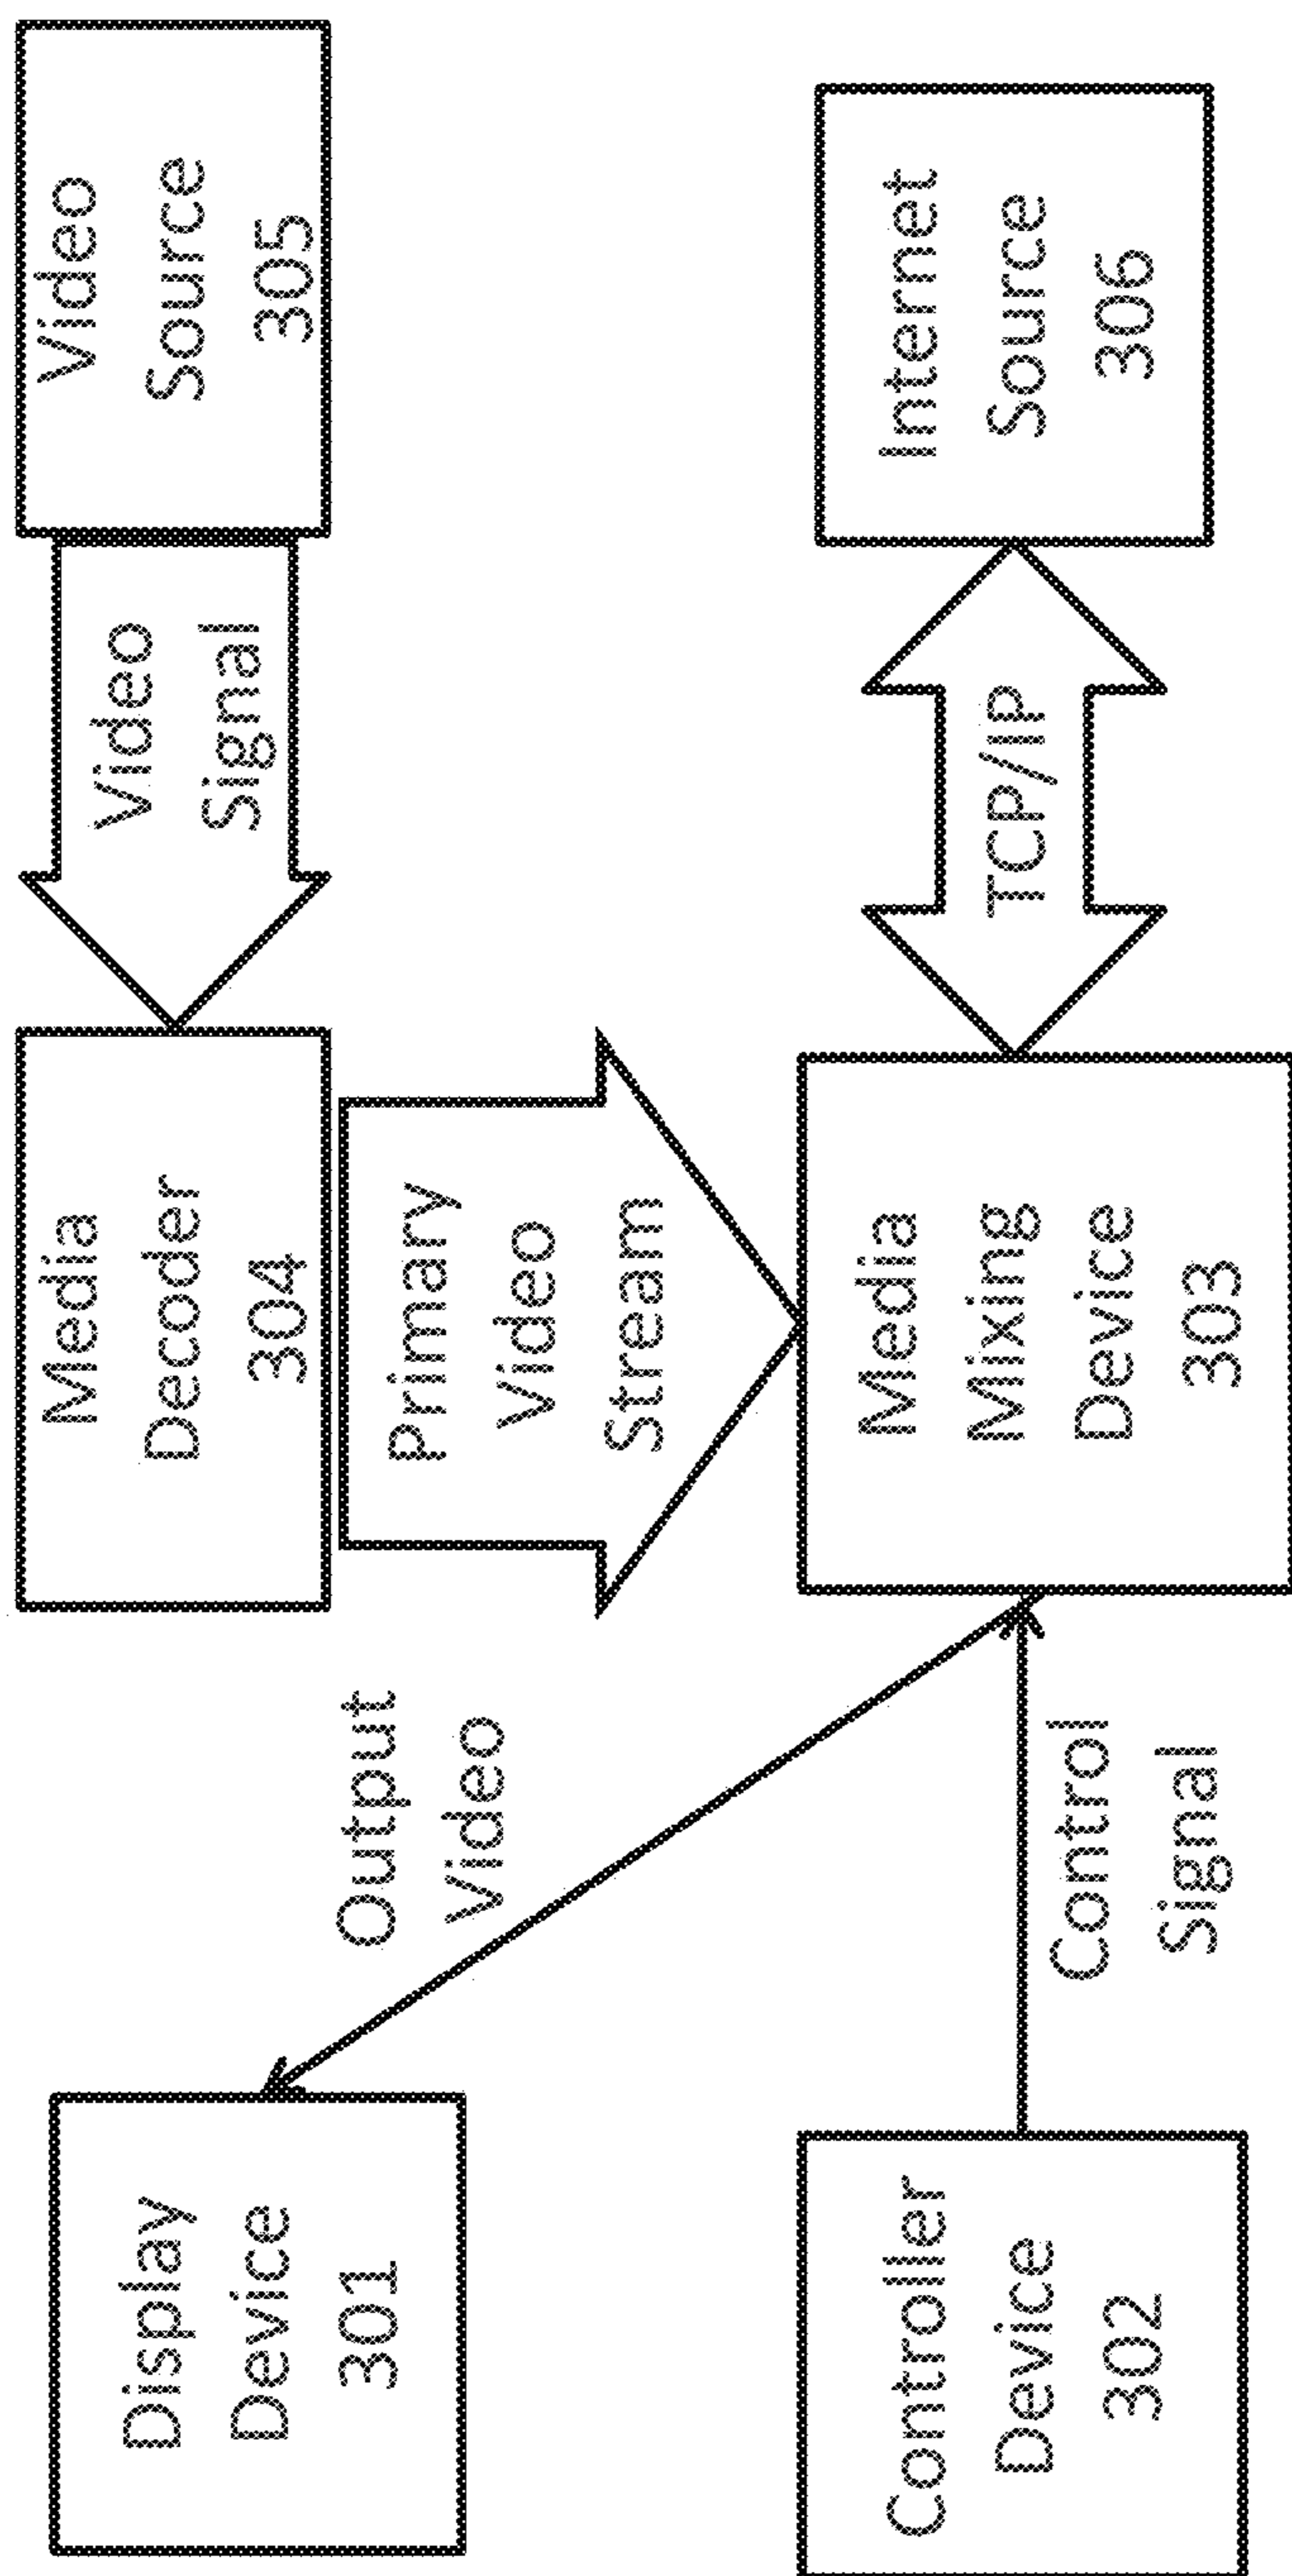 Display
Device
301
Output
Video
Media
Decoder
304
Video
Signal
Video
Source
305
Primary
Video
Stream
Controller
Device
302
Control
Signal
Media
Mixing
Device
303
TCP/IP
Internet
Source
306